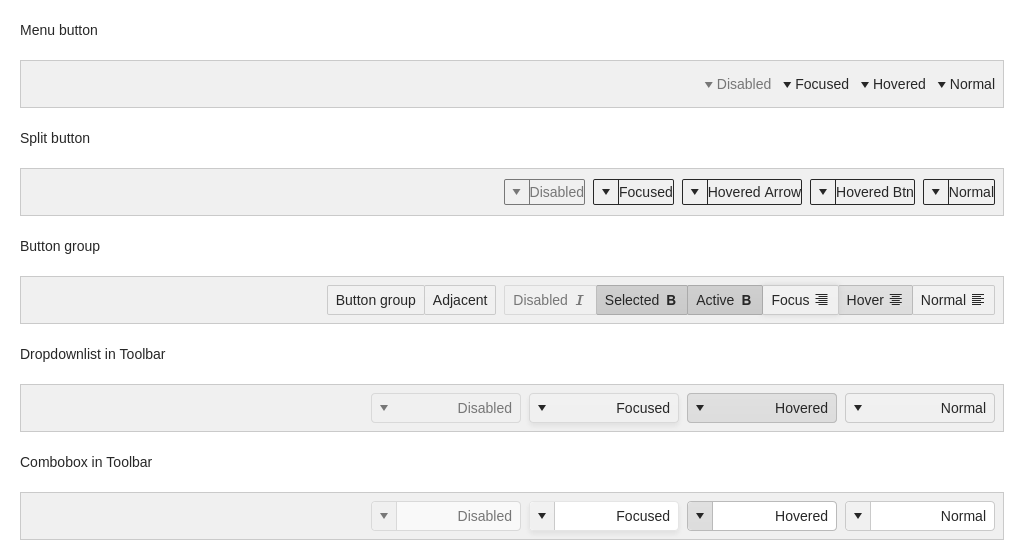 Menu button
Disabled Focused Hovered Normal
Split button
Disabled Focused Hovered Arrow Hovered Btn Normal
Button group
Button group Adjacent Disabled Selected Active Focus Hover Normal
Dropdownlist in Toolbar
Disabled Focused Hovered Normal
Combobox in Toolbar
Disabled Focused Hovered Normal